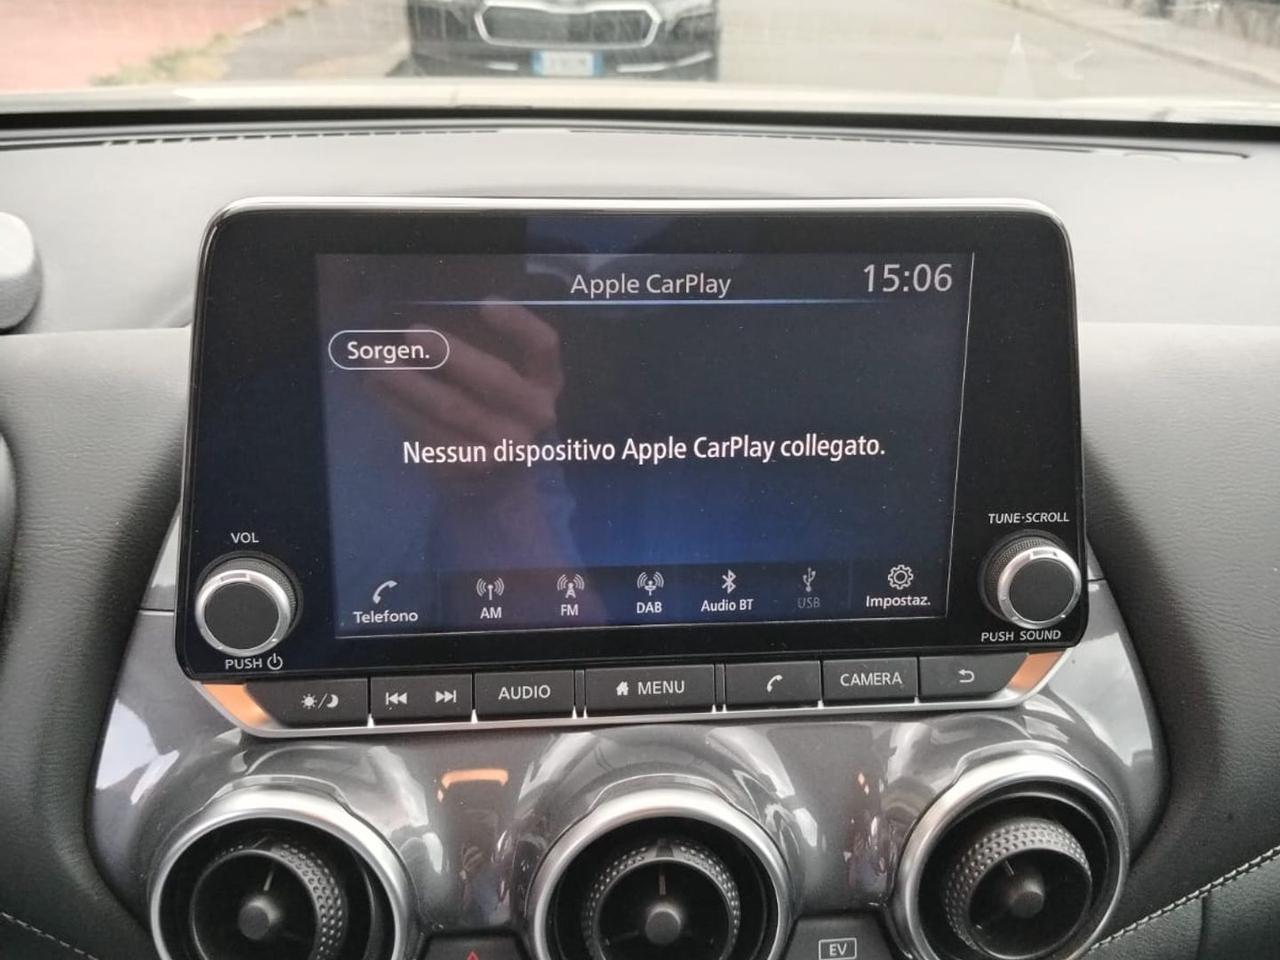 Apple CarPlay
15:06
Sorgen.
Nessun dispositivo Apple CarPlay collegato.
VOL
TUNE·SCROLL
Telefono
AM
FM
DAB
Audio BT
USB
Impostaz.
PUSH
PUSH SOUND
AUDIO
MENU
CAMERA
EV